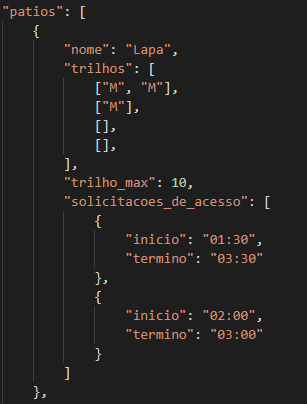 "patios": [
{
"nome": "Lapa",
"trilhos": [
["M", "M"],
["M"],
[],
[],
],
"trilho_max": 10,
"solicitacoes_de_acesso": [
{
"inicio": "01:30",
"termino": "03:30"
},
{
"inicio": "02:00",
"termino": "03:00"
}
]
},